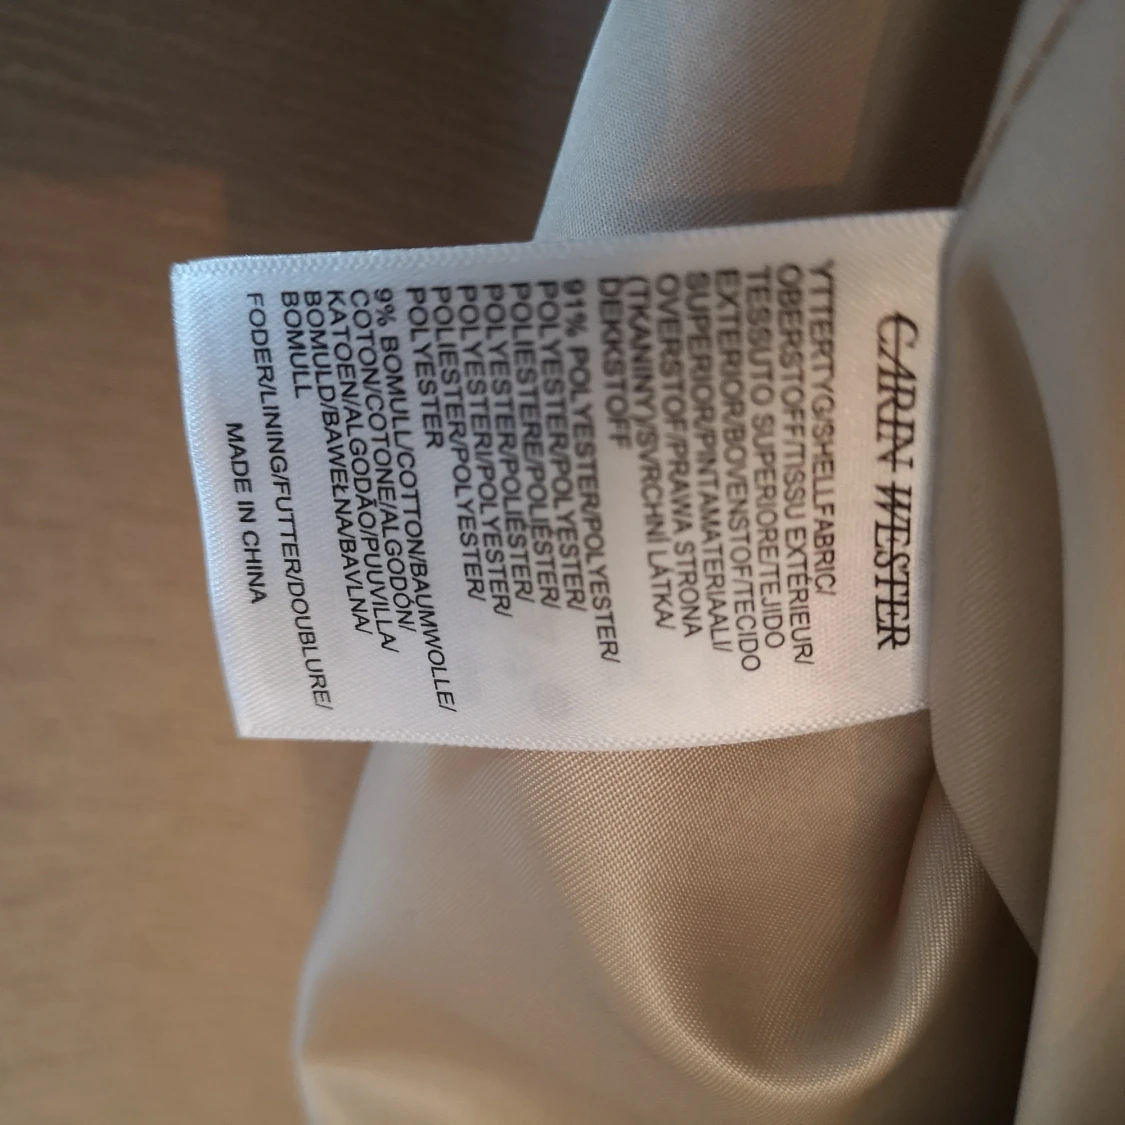 CARIN WESTER
YTTERTYG/SHELLFABRIC/
OBERSTOFF/TISSU EXTÉRIEUR/
TESSUTO SUPERIORE/TEJIDO
EXTERIOR/BOVENSTOF/TECIDO
SUPERIOR/PINTAMATERIAALI/
OVERSTOF/PRAWA STRONA
(TKANINY)/SVRCHNÍ LÁTKA/
DEKKSTOFF
91% POLYESTER/POLYESTER/
POLYESTER/POLYESTER/
POLIESTERE/POLIÉSTER/
POLYESTER/POLIÉSTER/
POLYESTERI/POLYESTER/
POLIESTER/POLYESTER/
POLYESTER
9% BOMULL/COTTON/BAUMWOLLE/
COTON/COTONE/ALGODÓN/
KATOEN/ALGODÃO/PUUVILLA/
BOMULD/BAWEŁNA/BAVLNA/
BOMULL
FODER/LINING/FUTTER/DOUBLURE/
MADE IN CHINA